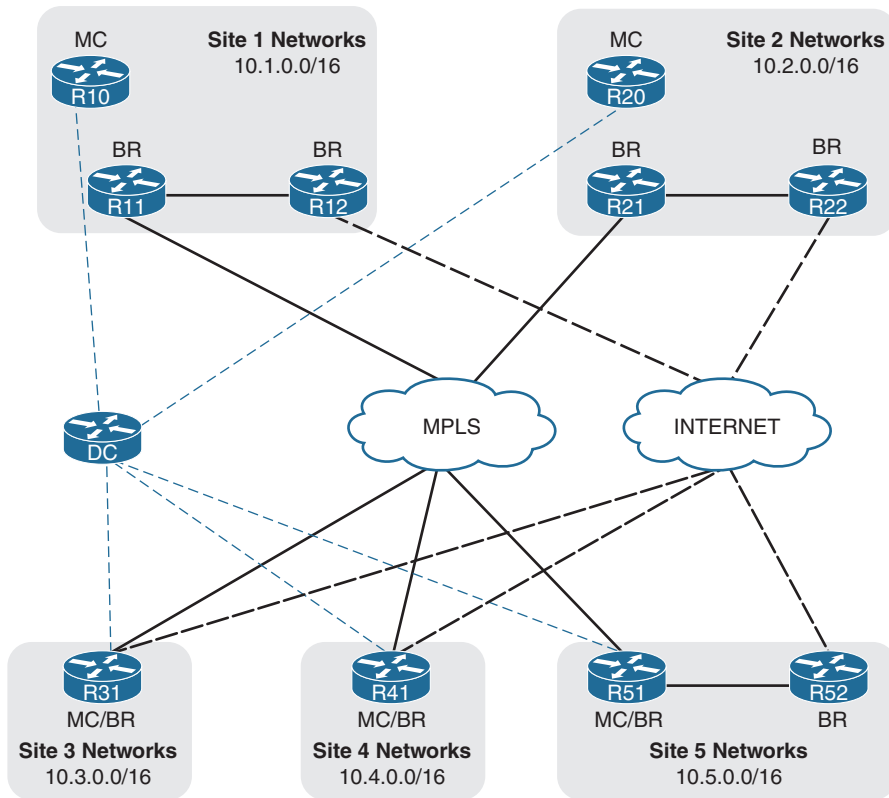 MC
Site 1 Networks
10.1.0.0/16
R10
BR
BR
R11
R12
MC
Site 2 Networks
10.2.0.0/16
R20
BR
BR
R21
R22
DC
MPLS
INTERNET
R31
MC/BR
Site 3 Networks
10.3.0.0/16
R41
MC/BR
Site 4 Networks
10.4.0.0/16
R51
R52
MC/BR
BR
Site 5 Networks
10.5.0.0/16